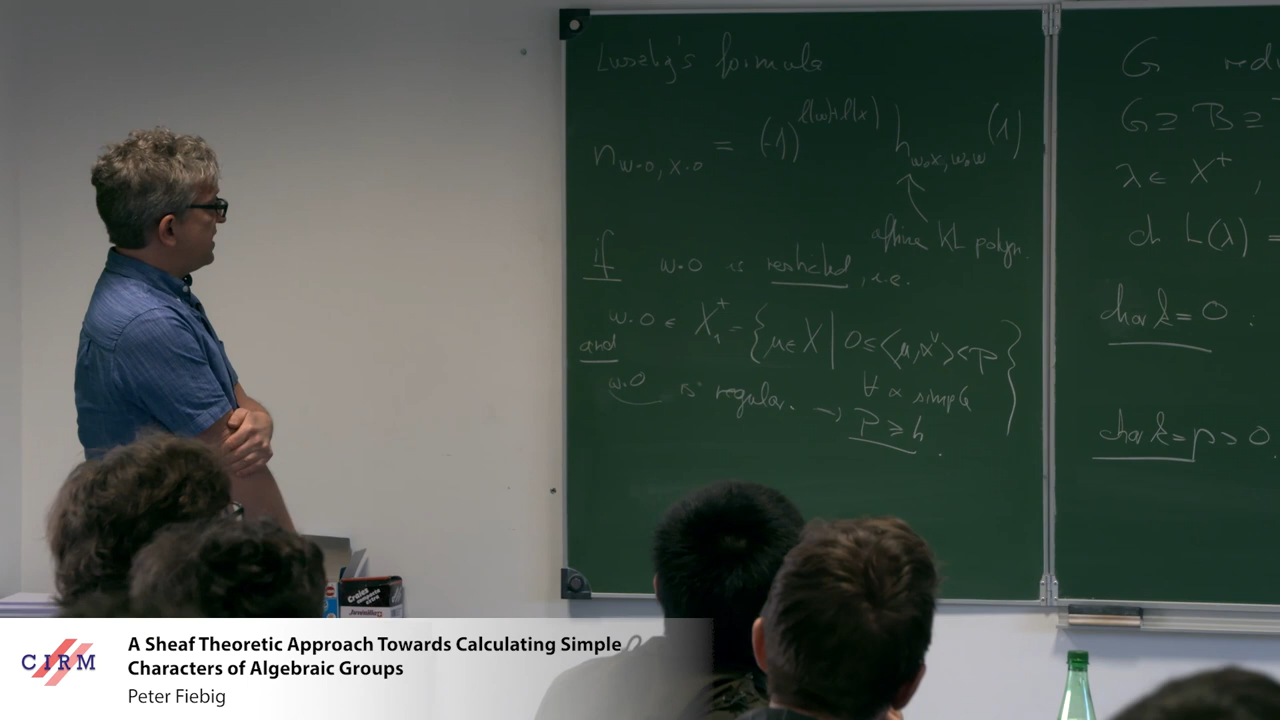 Lusztig's formula
n_{w·0, x·0} = (-1)^{l(w)+l(x)} h_{w₀x, w₀w} (1)
affine KL polyn.
if w·0 is restricted, i.e.
w·0 ∈ X₁⁺ = {μ∈X | 0 ≤ ⟨μ,α^∨⟩ < p
and ∀ α simple }
w·0 is regular. → p ≥ h.
G
G ⊇ B ⊇
λ ∈ X⁺ ,
ch L(λ) =
char k = 0 :
char k = p > 0
Craies
CIRM
A Sheaf Theoretic Approach Towards Calculating Simple
Characters of Algebraic Groups
Peter Fiebig